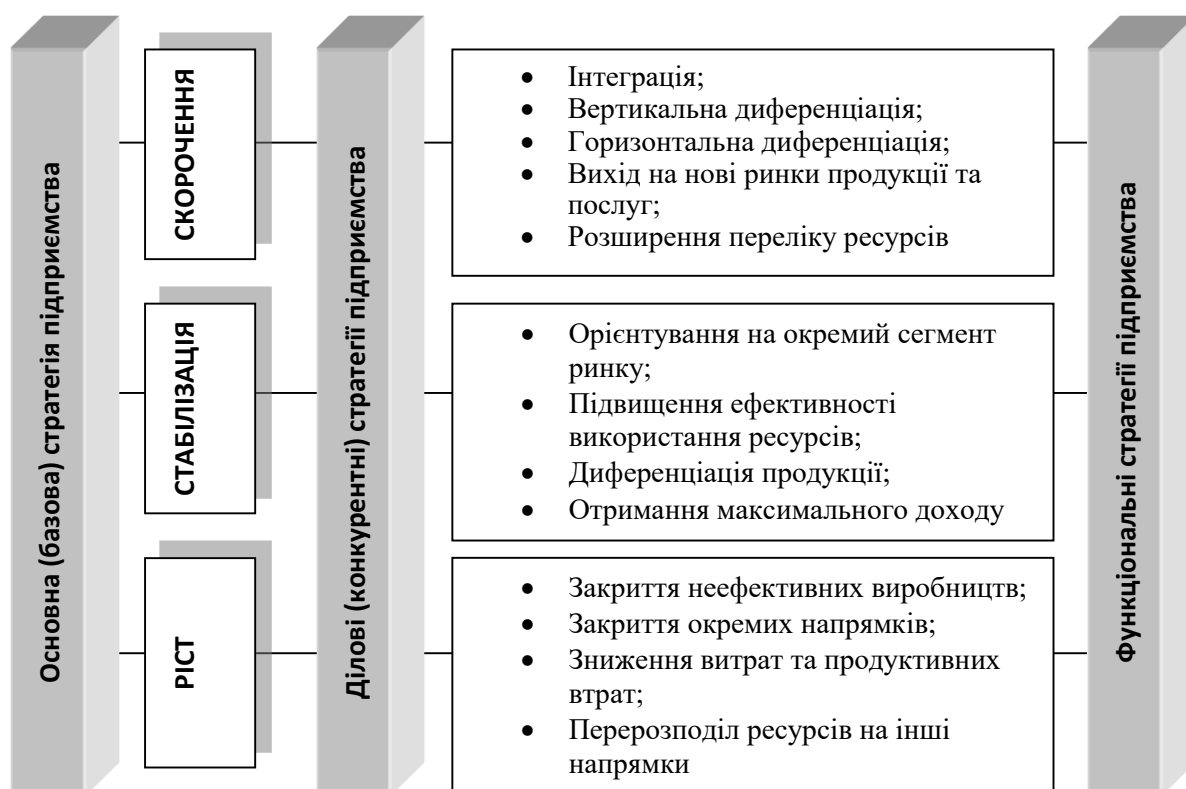 Основна (базова) стратегія підприємства
СКОРОЧЕННЯ
СТАБІЛІЗАЦІЯ
РІСТ
Ділові (конкурентні) стратегії підприємства
• Інтеграція;
• Вертикальна диференціація;
• Горизонтальна диференціація;
• Вихід на нові ринки продукції та
послуг;
• Розширення переліку ресурсів
• Орієнтування на окремий сегмент
ринку;
• Підвищення ефективності
використання ресурсів;
• Диференціація продукції;
• Отримання максимального доходу
• Закриття неефективних виробництв;
• Закриття окремих напрямків;
• Зниження витрат та продуктивних
втрат;
• Перерозподіл ресурсів на інші
напрямки
Функціональні стратегії підприємства